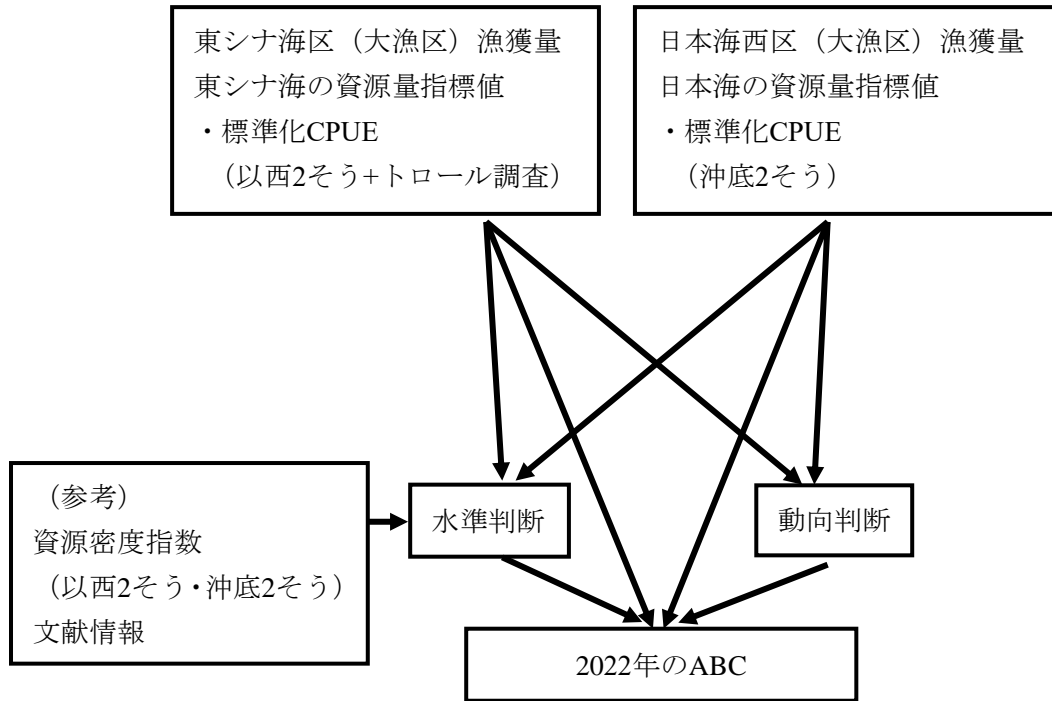 東シナ海区（大漁区）漁獲量
東シナ海の資源量指標値
・標準化CPUE
（以西2そう+トロール調査）
日本海西区（大漁区）漁獲量
日本海の資源量指標値
・標準化CPUE
（沖底2そう）
（参考）
資源密度指数
（以西2そう・沖底2そう）
文献情報
水準判断
動向判断
2022年のABC